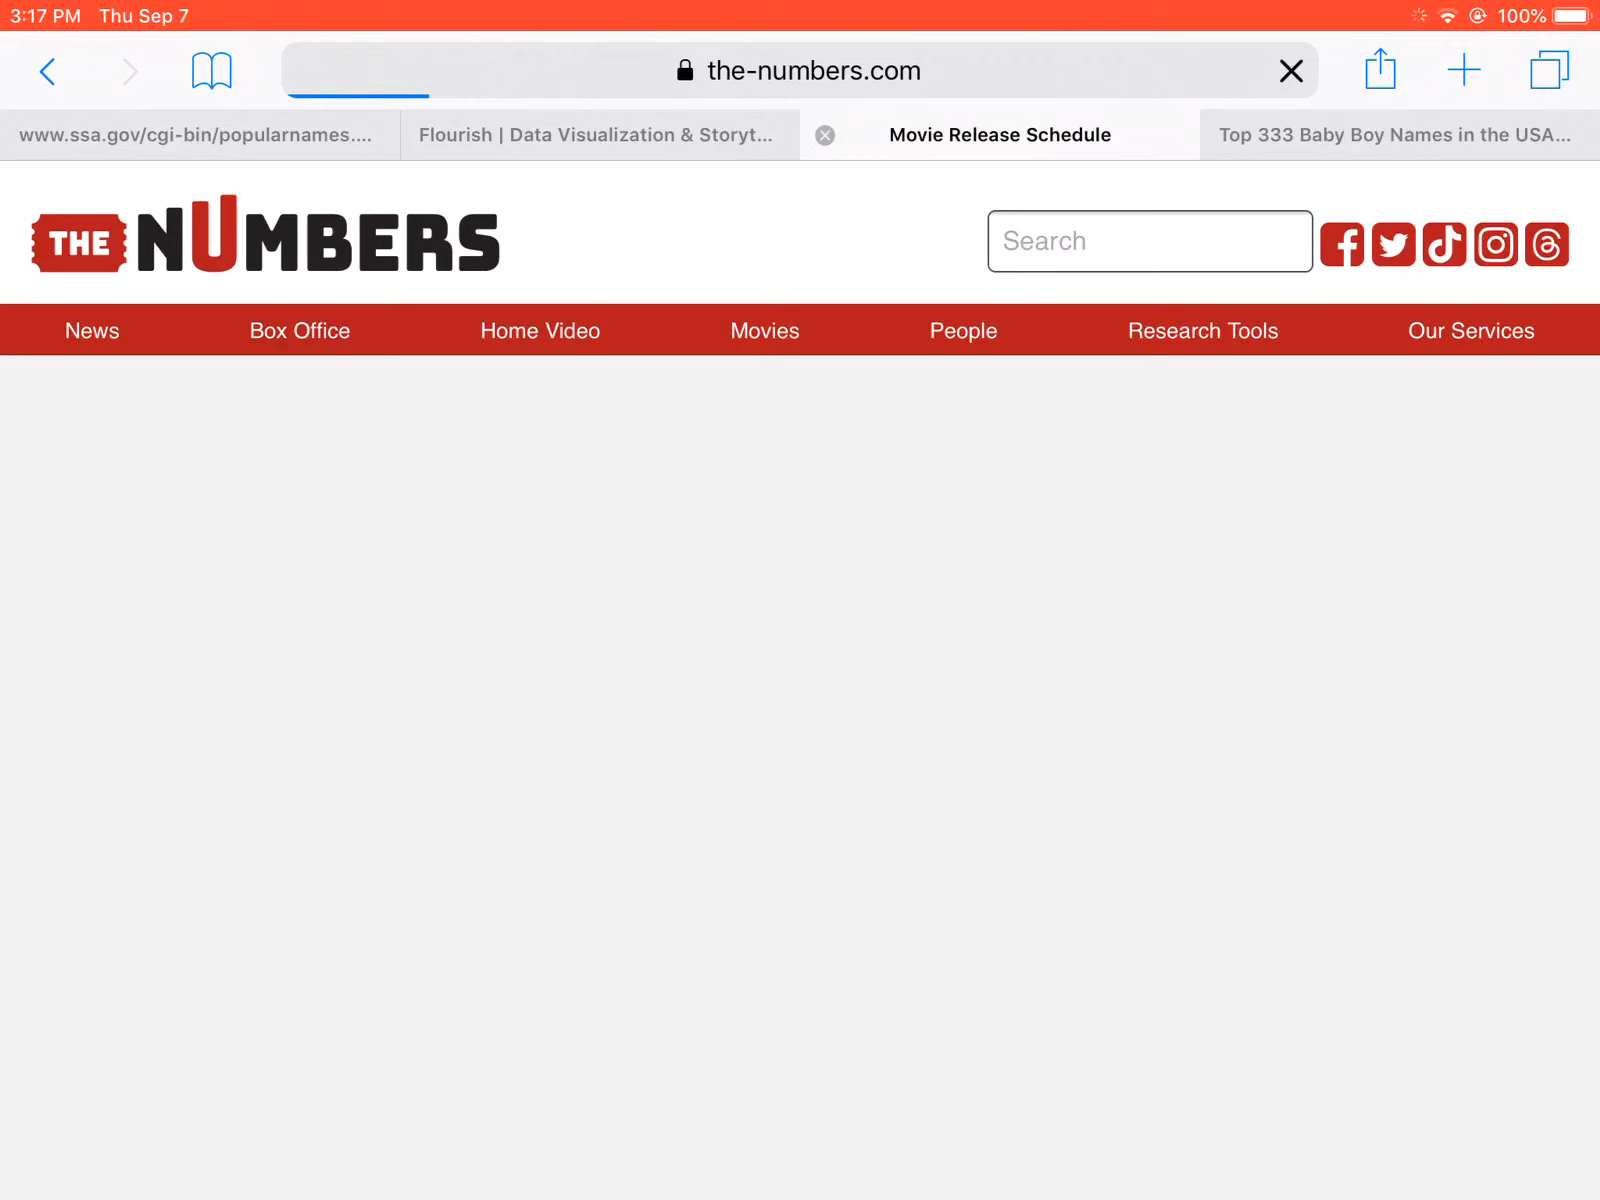 3:17 PM Thu Sep 7 100%
the-numbers.com
www.ssa.gov/cgi-bin/popularnames.... Flourish | Data Visualization & Storyt... Movie Release Schedule Top 333 Baby Boy Names in the USA...
THE NUMBERS Search
News Box Office Home Video Movies People Research Tools Our Services